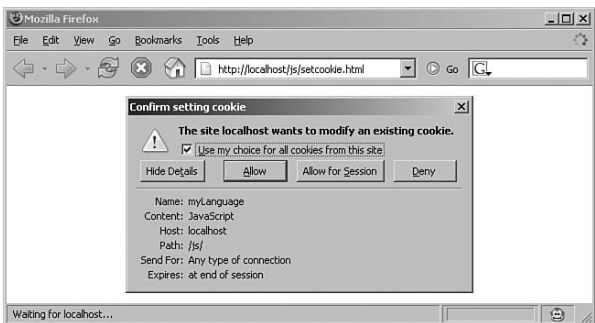 Mozilla Firefox
File Edit View Go Bookmarks Tools Help
http://localhost/js/setcookie.html Go G
Confirm setting cookie
The site localhost wants to modify an existing cookie.
Use my choice for all cookies from this site
Hide Details Allow Allow for Session Deny
Name: myLanguage
Content: JavaScript
Host: localhost
Path: /js/
Send For: Any type of connection
Expires: at end of session
Waiting for localhost...